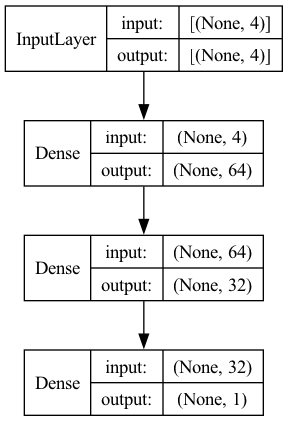 InputLayer
input: [(None, 4)]
output: [(None, 4)]
Dense
input: (None, 4)
output: (None, 64)
Dense
input: (None, 64)
output: (None, 32)
Dense
input: (None, 32)
output: (None, 1)